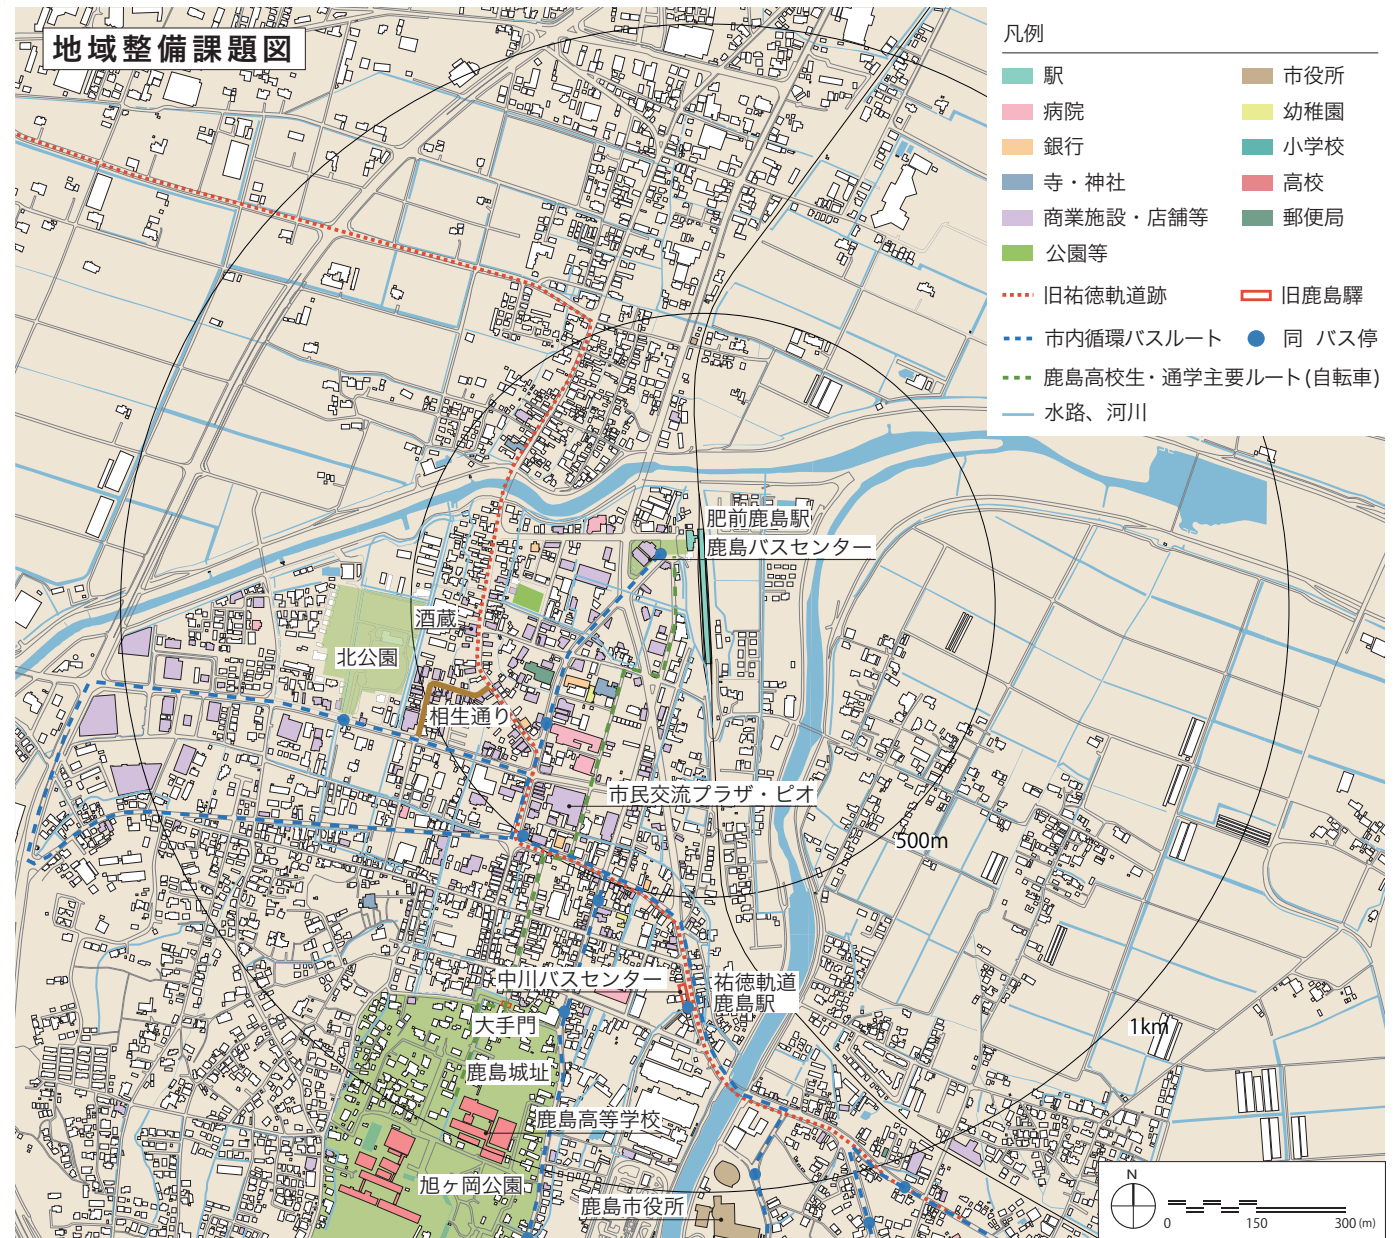 地域整備課題図
凡例
駅
市役所
病院
幼稚園
銀行
小学校
寺・神社
高校
商業施設・店舗等
郵便局
公園等
旧祐徳軌道跡
旧鹿島驛
市内循環バスルート
同 バス停
鹿島高校生・通学主要ルート(自転車)
水路、河川
肥前鹿島駅
鹿島バスセンター
酒蔵
北公園
相生通り
市民交流プラザ・ピオ
500m
中川バスセンター
祐徳軌道
鹿島駅
大手門
1km
鹿島城址
鹿島高等学校
旭ヶ岡公園
鹿島市役所
N
0 150 300 (m)